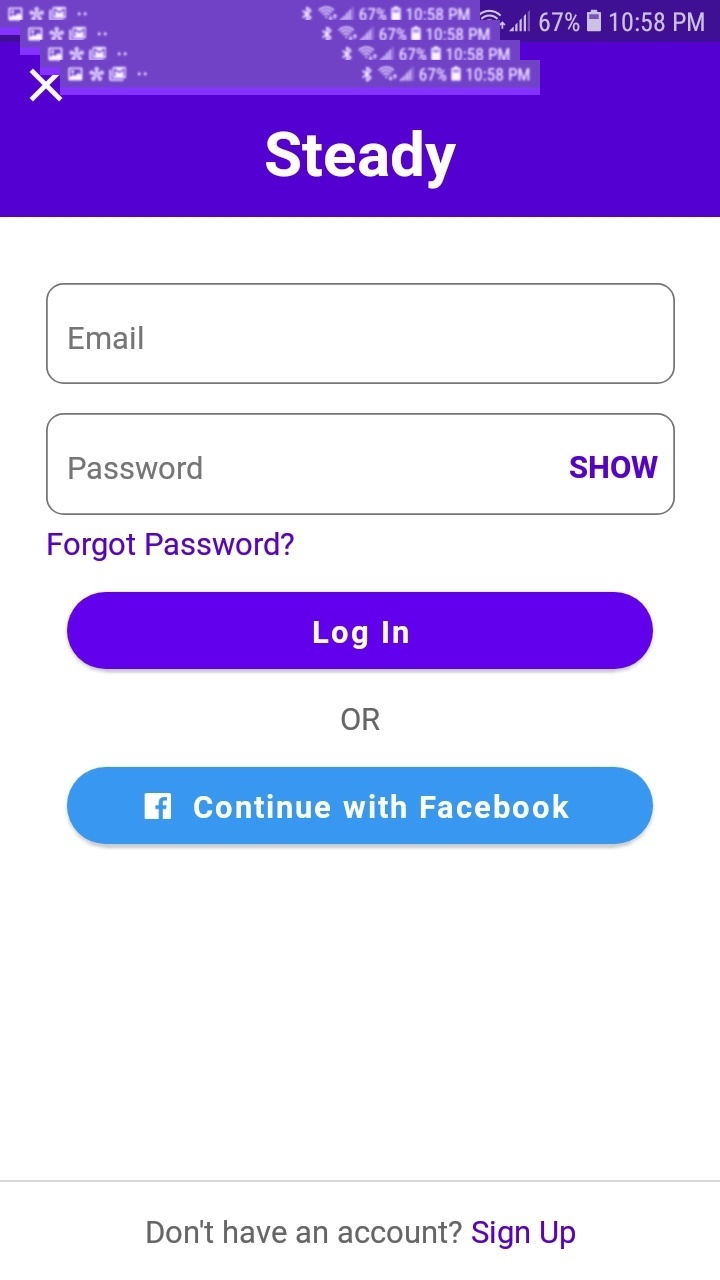 67% 10:58 PM 67% 10:58 PM
67% 10:58 PM
67% 10:58 PM
67% 10:58 PM
Steady
Email
Password SHOW
Forgot Password?
Log In
OR
Continue with Facebook
Don't have an account? Sign Up